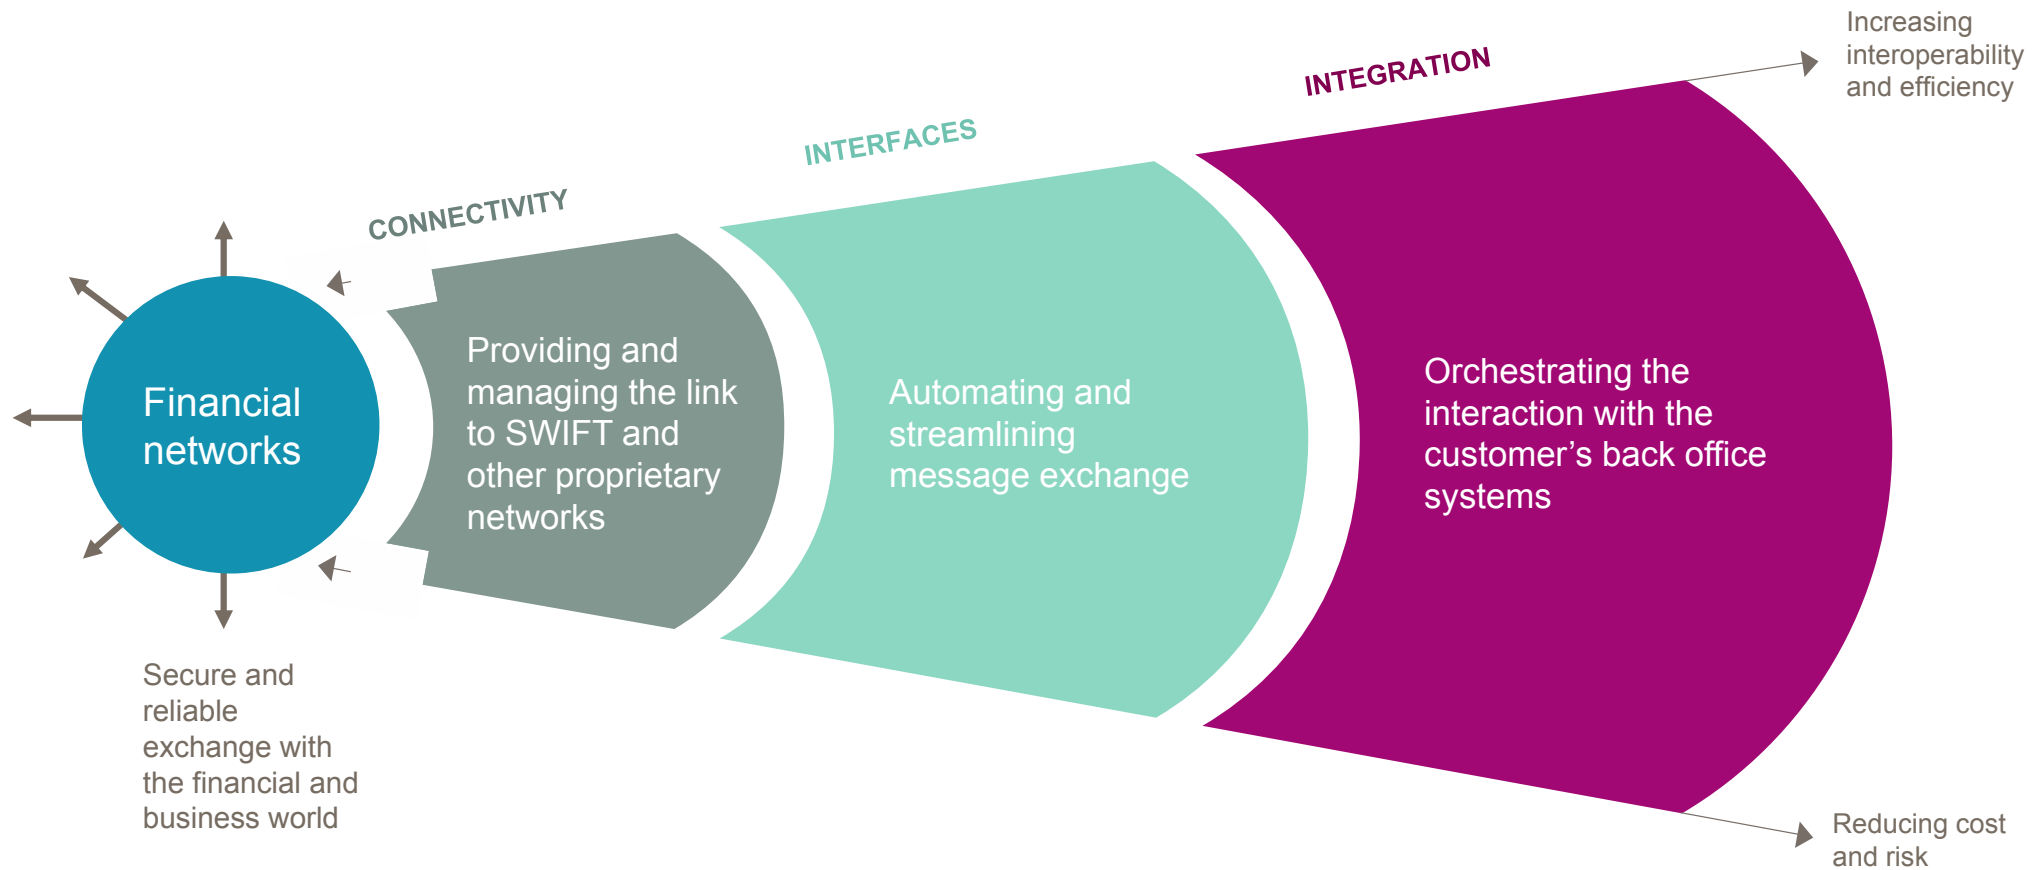 Increasing
interoperability
and efficiency
INTEGRATION
INTERFACES
CONNECTIVITY
Financial
networks
Providing and
managing the link
to SWIFT and
other proprietary
networks
Automating and
streamlining
message exchange
Orchestrating the
interaction with the
customer’s back office
systems
Secure and
reliable
exchange with
the financial and
business world
Reducing cost
and risk